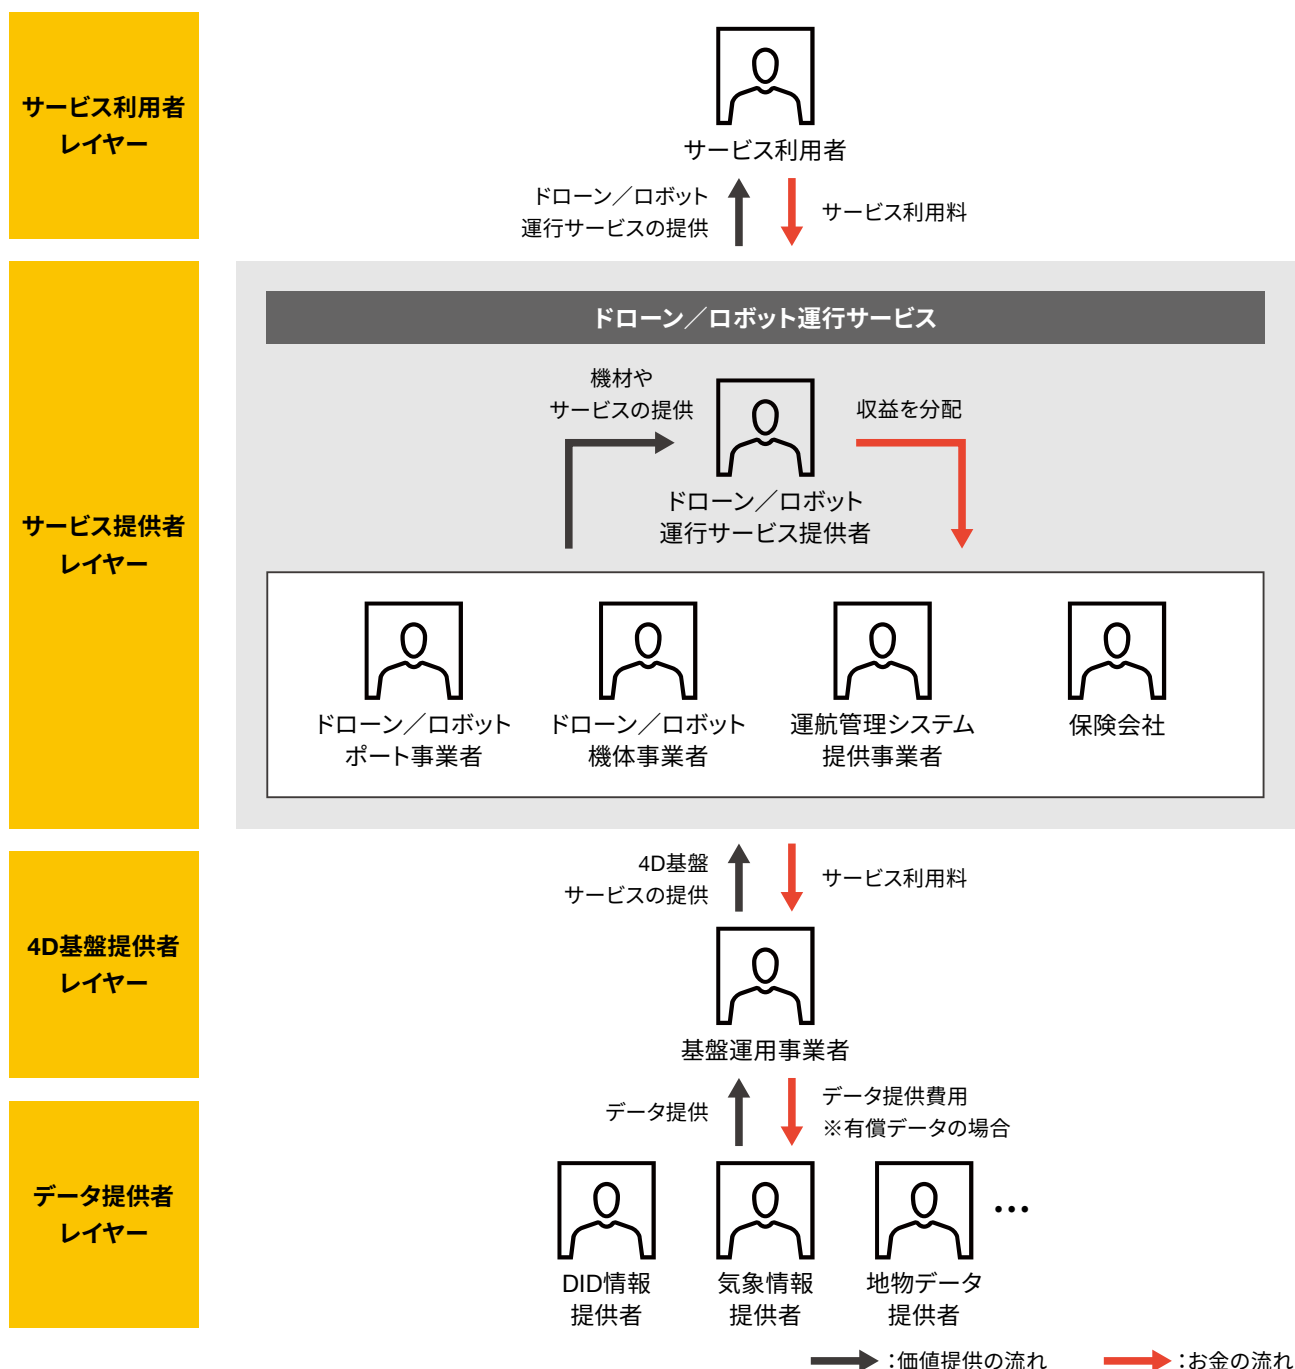 サービス利用者
レイヤー
サービス利用者
ドローン／ロボット
運行サービスの提供
サービス利用料
サービス提供者
レイヤー
ドローン／ロボット運行サービス
機材や
サービスの提供
収益を分配
ドローン／ロボット
運行サービス提供者
ドローン／ロボット
ポート事業者
ドローン／ロボット
機体事業者
運航管理システム
提供事業者
保険会社
4D基盤提供者
レイヤー
4D基盤
サービスの提供
サービス利用料
基盤運用事業者
データ提供者
レイヤー
データ提供
データ提供費用
※有償データの場合
DID情報
提供者
気象情報
提供者
地物データ
提供者
…
：価値提供の流れ
：お金の流れ